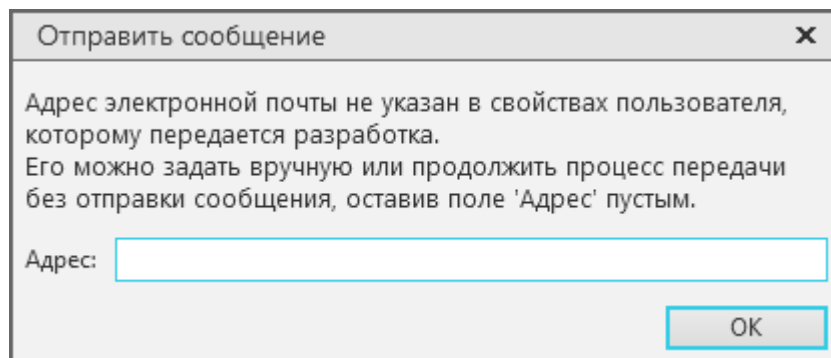 Отправить сообщение
Адрес электронной почты не указан в свойствах пользователя,
которому передается разработка.
Его можно задать вручную или продолжить процесс передачи
без отправки сообщения, оставив поле 'Адрес' пустым.
Адрес:
OK